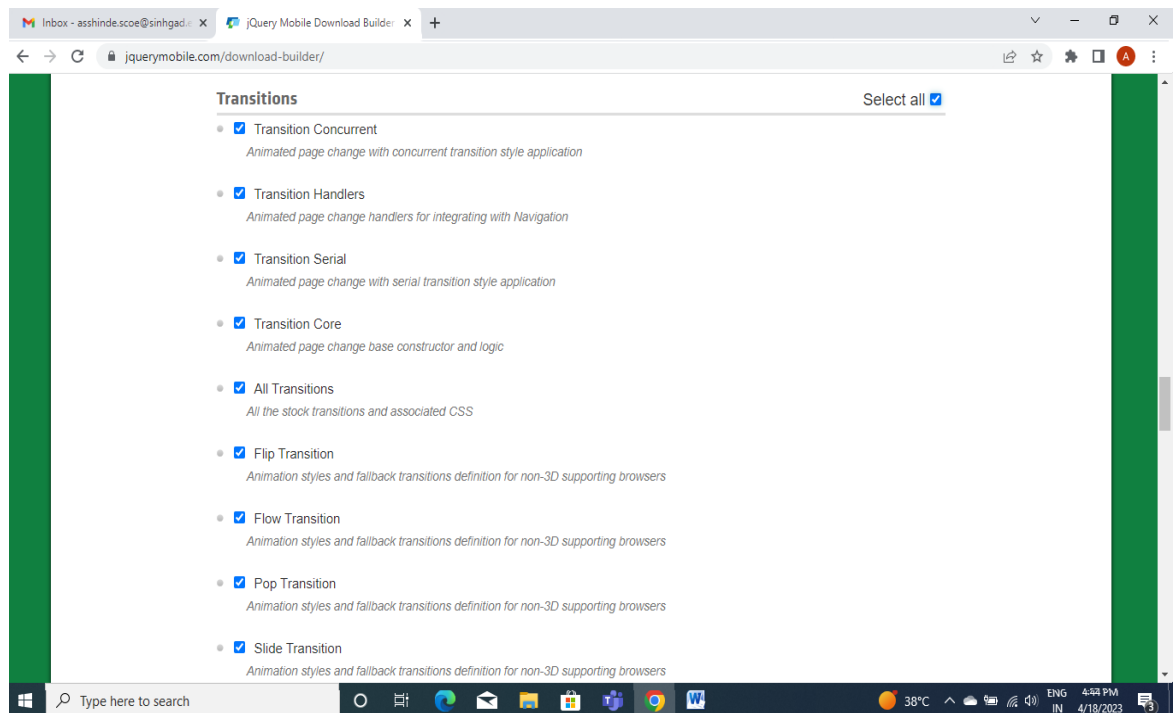 Inbox - asshinde.scoe@sinhgad.e
jQuery Mobile Download Builder
jquerymobile.com/download-builder/
A
Transitions
Select all
Transition Concurrent
Animated page change with concurrent transition style application
Transition Handlers
Animated page change handlers for integrating with Navigation
Transition Serial
Animated page change with serial transition style application
Transition Core
Animated page change base constructor and logic
All Transitions
All the stock transitions and associated CSS
Flip Transition
Animation styles and fallback transitions definition for non-3D supporting browsers
Flow Transition
Animation styles and fallback transitions definition for non-3D supporting browsers
Pop Transition
Animation styles and fallback transitions definition for non-3D supporting browsers
Slide Transition
Animation styles and fallback transitions definition for non-3D supporting browsers
Type here to search
38°C
ENG
IN
4:44 PM
4/18/2023
3